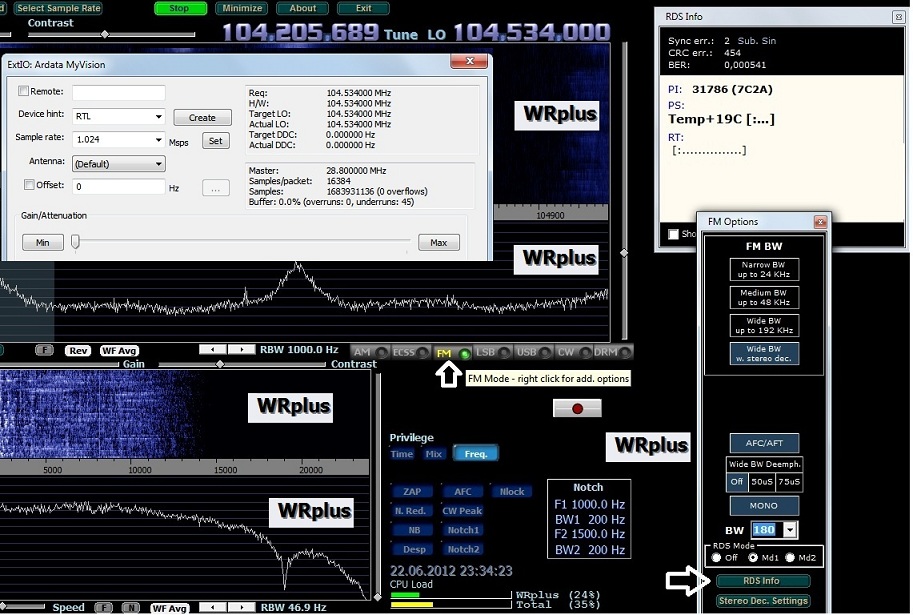 Select Sample Rate
Stop
Minimize
About
Exit
Contrast
104.205.689 Tune LO 104.534.000
RDS Info
Sync err.: 2 Sub. Sin
CRC err.: 454
BER: 0,000541
PI: 31786 (7C2A)
PS:
Temp+19C [:...]
RT:
[:...............]
Sho
ExtIO: Ardata MyVision
Remote:
Device hint: RTL Create
Sample rate: 1.024 Msps Set
Antenna: (Default)
Offset: 0 Hz ...
Gain/Attenuation
Min
Max
Req: 104.534000 MHz
H/W: 104.534000 MHz
Target LO: 104.534000 MHz
Actual LO: 104.534000 MHz
Target DDC: 0.000000 Hz
Actual DDC: 0.000000 Hz
Master: 28.800000 MHz
Samples/packet: 16384
Samples: 1683931136 (0 overflows)
Buffer: 0.0% (overruns: 0, underruns: 45)
WRplus
104900
WRplus
F Rev WF Avg RBW 1000.0 Hz
AM ECSS FM LSB USB CW DRM
Gain Contrast
FM Mode - right click for add. options
WRplus
5000 10000 15000 20000
WRplus
Speed F N WF Avg RBW 46.9 Hz
WRplus
Privilege
Time Mix Freq.
ZAP AFC Nlock
N. Red. CW Peak
NB Notch1
Desp Notch2
Notch
F1 1000.0 Hz
BW1 200 Hz
F2 1500.0 Hz
BW2 200 Hz
22.06.2012 23:34:23
CPU Load
WRplus (24%)
Total (35%)
FM Options
FM BW
Narrow BW
up to 24 KHz
Medium BW
up to 48 KHz
Wide BW
up to 192 KHz
Wide BW
w. stereo dec.
AFC/AFT
Wide BW Deemph.
Off 50uS 75uS
MONO
BW 180
RDS Mode
Off Md1 Md2
RDS Info
Stereo Dec. Settings